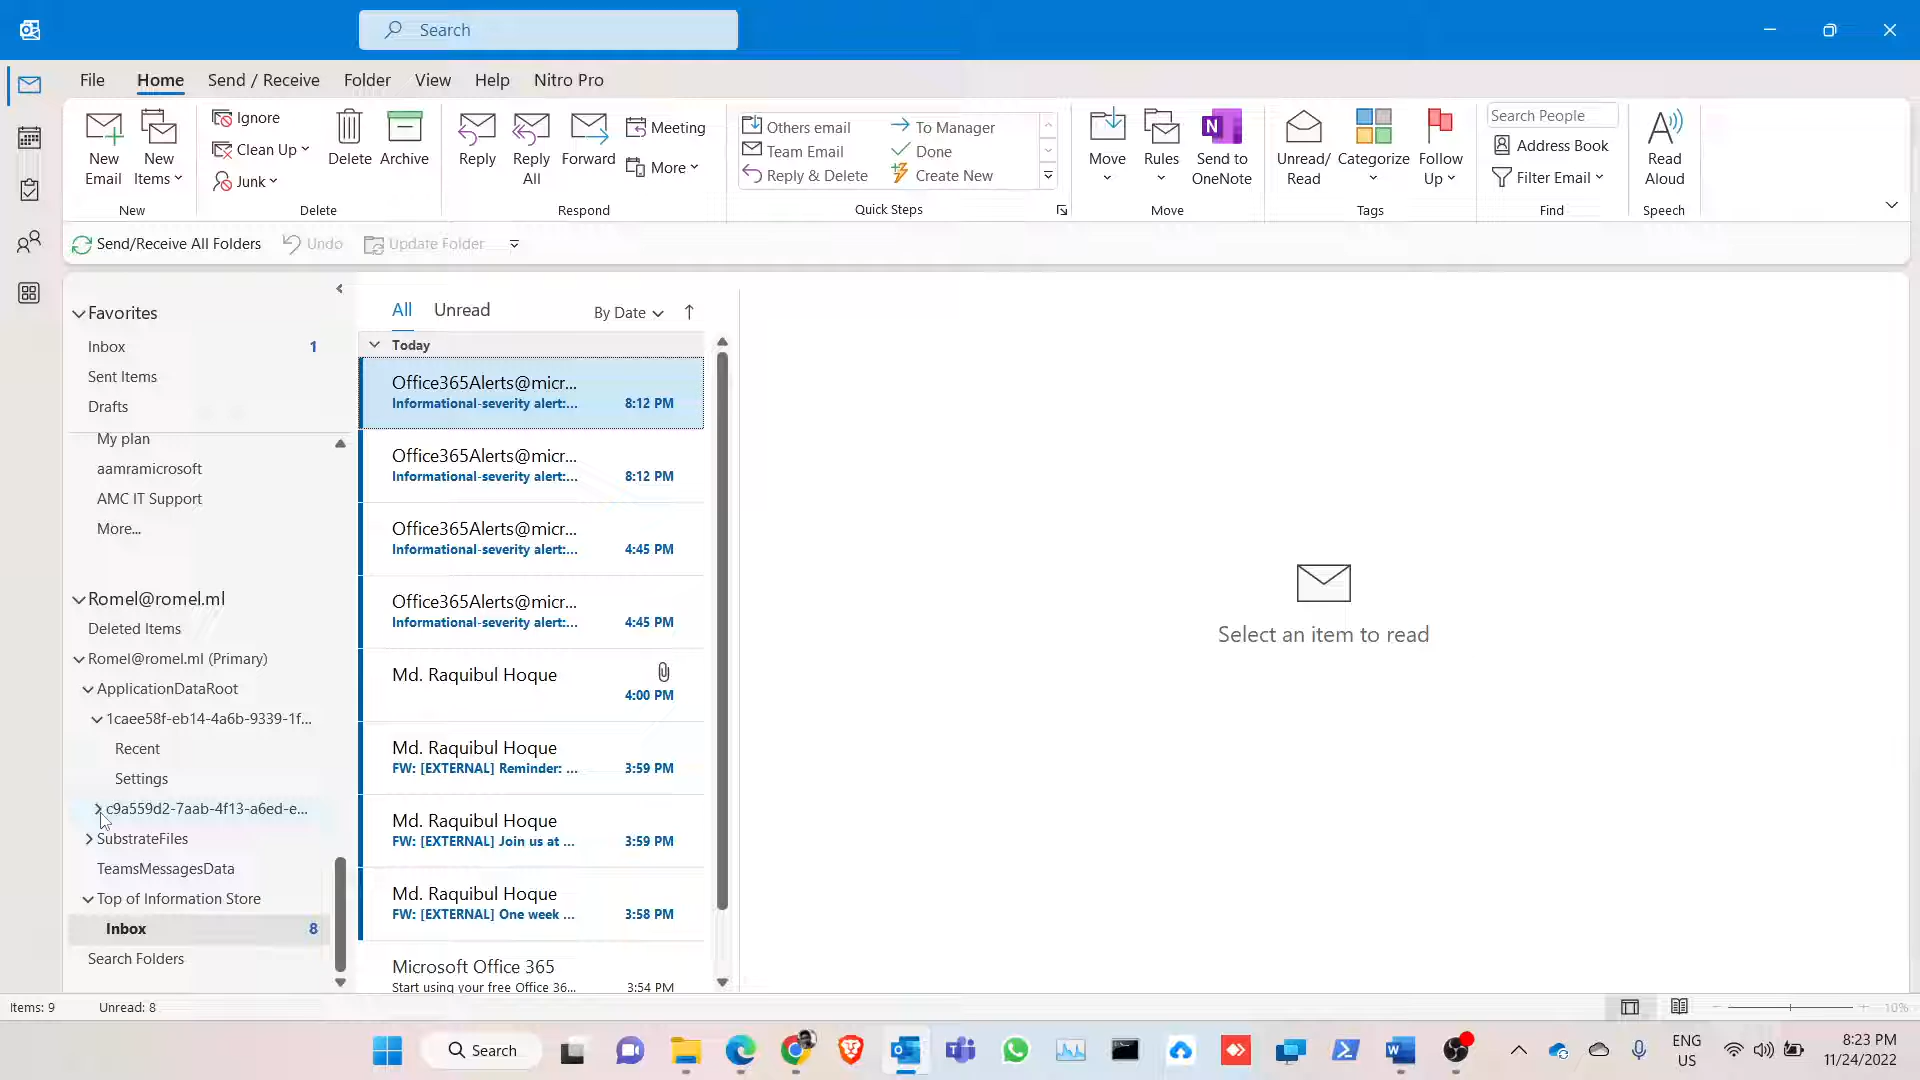 Search
File Home Send / Receive Folder View Help Nitro Pro
New Email
New Items
Ignore
Clean Up
Junk
Delete
Archive
Reply
Reply All
Forward
Meeting
More
Others email
Team Email
Reply & Delete
To Manager
Done
Create New
Move
Rules
Send to OneNote
Unread/ Read
Categorize
Follow Up
Search People
Address Book
Filter Email
Read Aloud
New
Delete
Respond
Quick Steps
Move
Tags
Find
Speech
Send/Receive All Folders
Undo
Update Folder
Favorites
Inbox 1
Sent Items
Drafts
My plan
aamramicrosoft
AMC IT Support
More...
Romel@romel.ml
Deleted Items
Romel@romel.ml (Primary)
ApplicationDataRoot
1caee58f-eb14-4a6b-9339-1f...
Recent
Settings
c9a559d2-7aab-4f13-a6ed-e...
SubstrateFiles
TeamsMessagesData
Top of Information Store
Inbox 8
Search Folders
All Unread By Date
Today
Office365Alerts@micr...
Informational-severity alert:... 8:12 PM
Office365Alerts@micr...
Informational-severity alert:... 8:12 PM
Office365Alerts@micr...
Informational-severity alert:... 4:45 PM
Office365Alerts@micr...
Informational-severity alert:... 4:45 PM
Md. Raquibul Hoque
4:00 PM
Md. Raquibul Hoque
FW: [EXTERNAL] Reminder: ... 3:59 PM
Md. Raquibul Hoque
FW: [EXTERNAL] Join us at ... 3:59 PM
Md. Raquibul Hoque
FW: [EXTERNAL] One week ... 3:58 PM
Microsoft Office 365
Start using your free Office 36... 3:54 PM
Select an item to read
Items: 9 Unread: 8
10%
Search
ENG
US
8:23 PM
11/24/2022